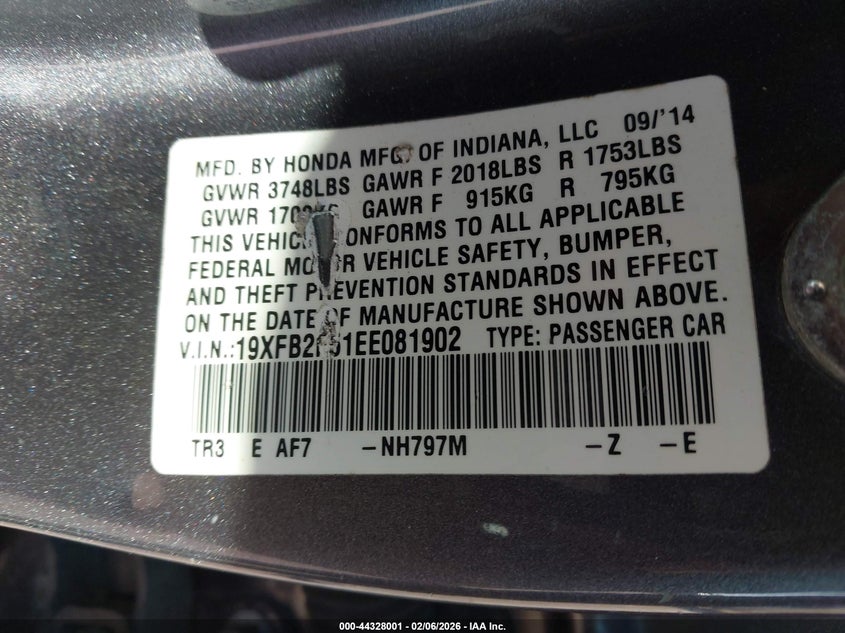 MFD. BY HONDA MFG. OF INDIANA, LLC 09/'14
GVWR 3748LBS GAWR F 2018LBS R 1753LBS
GVWR GAWR F 915KG R 795KG
THIS CONFORMS TO ALL APPLICABLE
FEDERAL MOTOR VEHICLE SAFETY, BUMPER,
AND THEFT PREVENTION STANDARDS IN EFFECT
ON THE DATE OF MANUFACTURE SHOWN ABOVE.
V.I.N.: TYPE: PASSENGER CAR
TR3 E AF7 -NH797M -Z -E
000-44328001 - 02/06/2026 - IAA Inc.